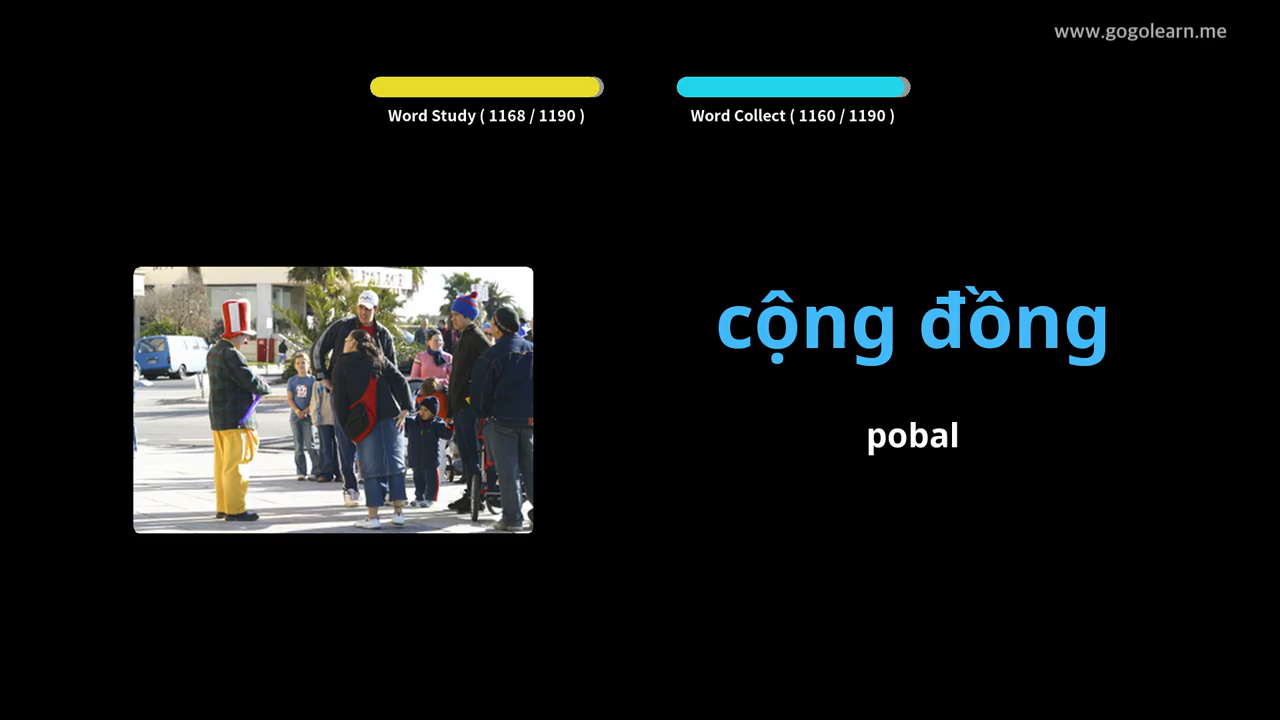 www.gogolearn.me
Word Study ( 1168 / 1190 )
Word Collect ( 1160 / 1190 )
cộng đồng
pobal